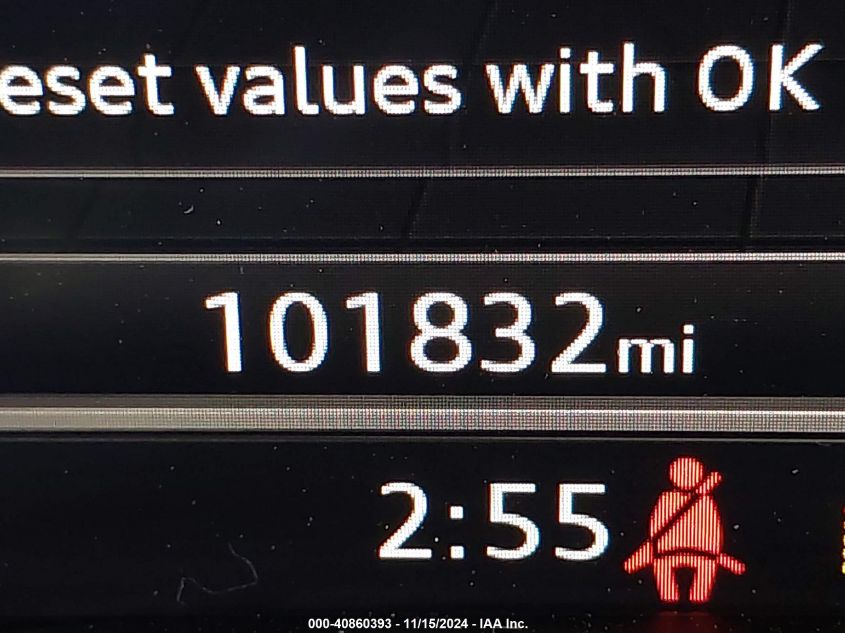 eset values with OK
101832mi
2:55
000-40860393 - 11/15/2024 - IAA Inc.